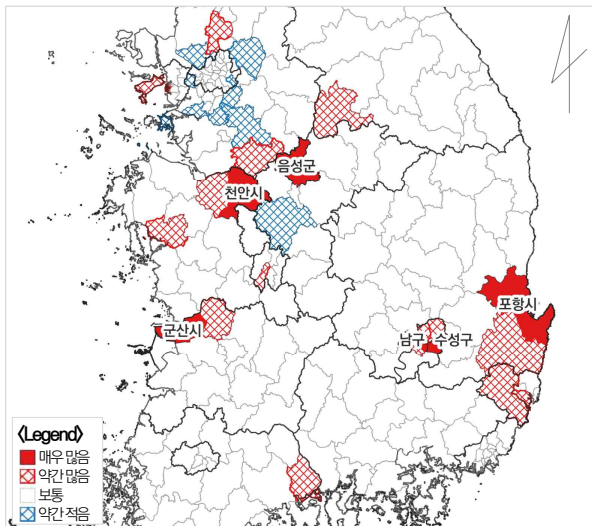 음성군
천안시
포항시
군산시
남구
수성구
《Legend》
매우 많음
약간 많음
보통
약간 적음